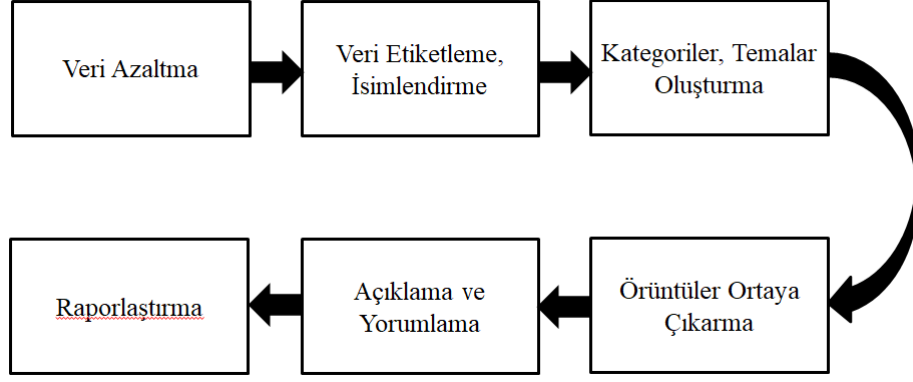 Veri Azaltma
Veri Etiketleme,
İsimlendirme
Kategoriler, Temalar
Oluşturma
Örüntüler Ortaya
Çıkarma
Açıklama ve
Yorumlama
Raporlaştırma